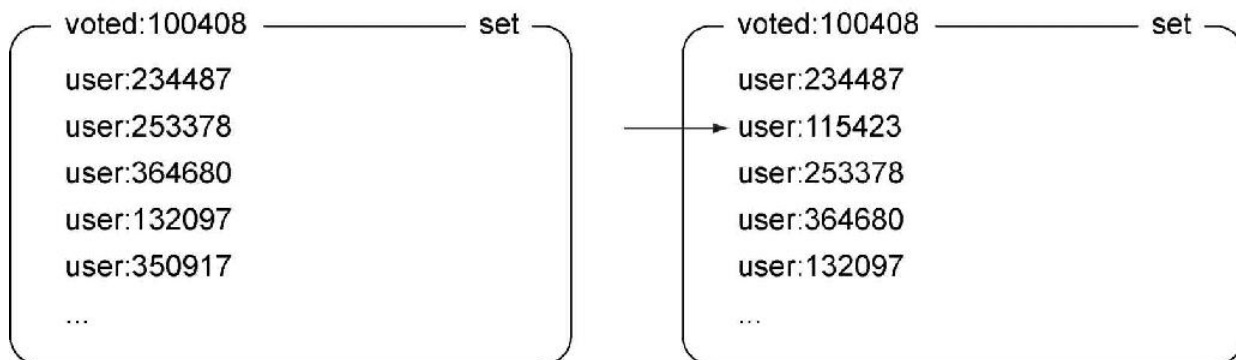 voted:100408 set
user:234487
user:253378
user:364680
user:132097
user:350917
...
voted:100408 set
user:234487
user:115423
user:253378
user:364680
user:132097
...